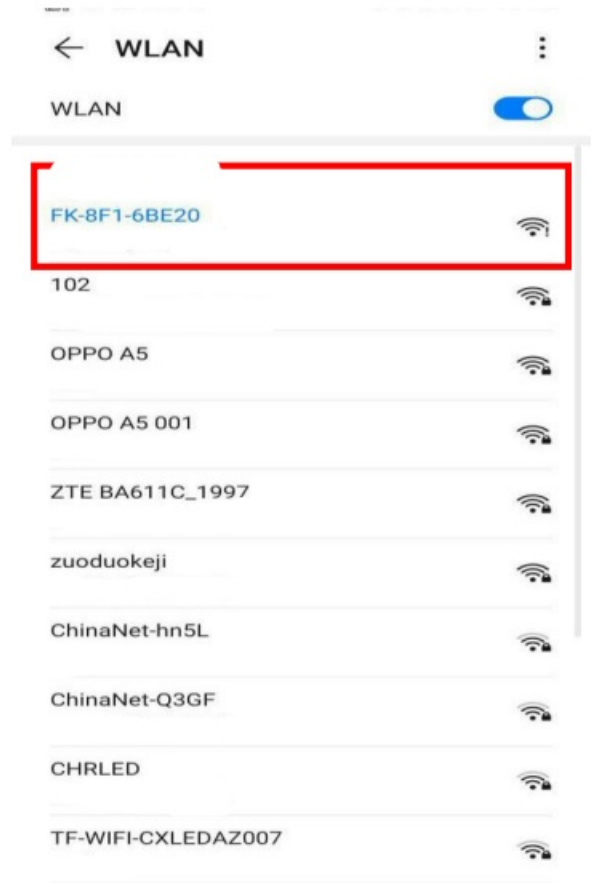 WLAN
WLAN
FK-8F1-6BE20
102
OPPO A5
OPPO A5 001
ZTE BA611C_1997
zuoduokeji
ChinaNet-hn5L
ChinaNet-Q3GF
CHRLED
TF-WIFI-CXLEDAZ007